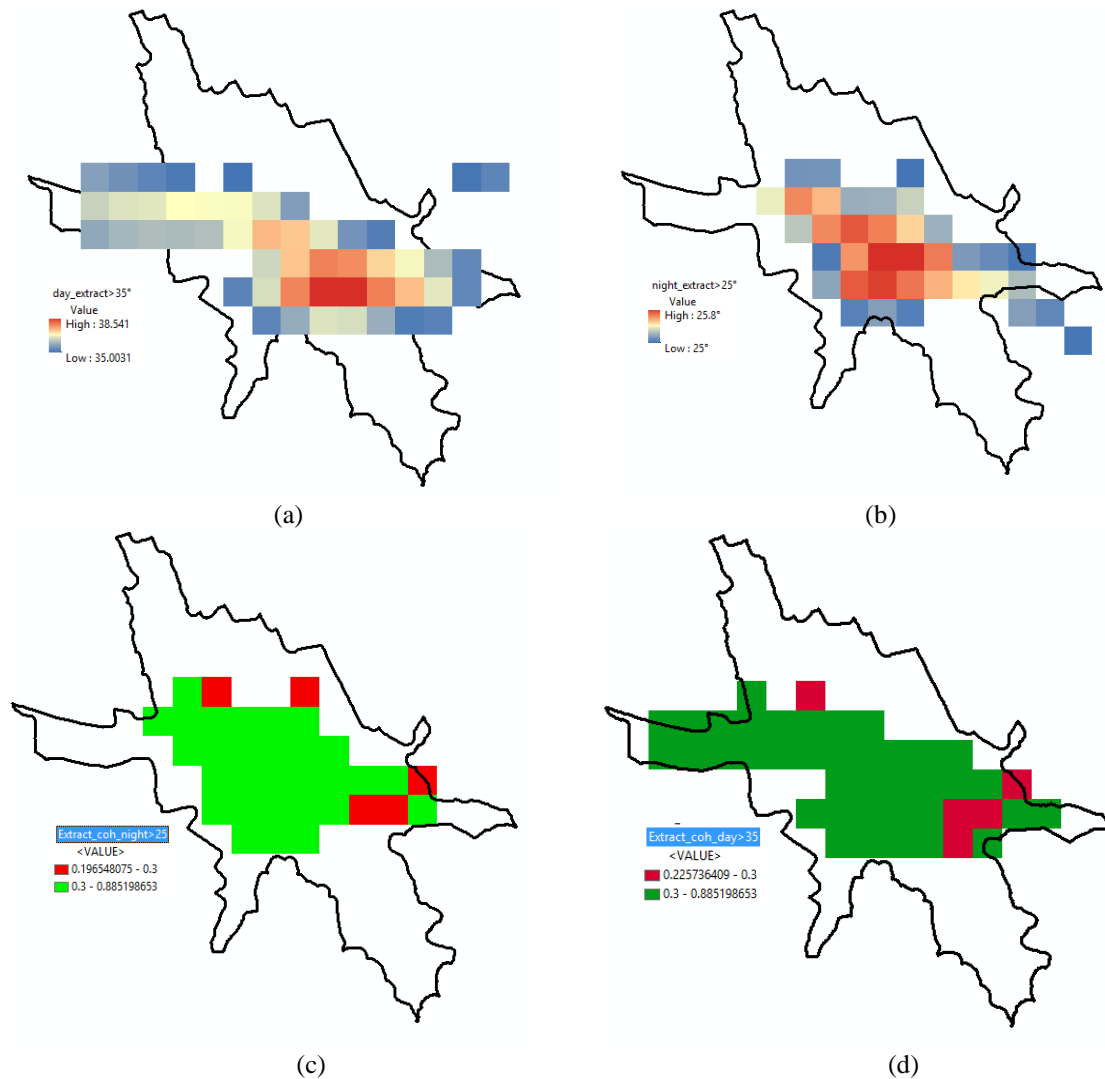 day_extract>35°
Value
High : 38.541
Low : 35.0031
(a)
night_extract>25°
Value
High : 25.8°
Low : 25°
(b)
Extract_coh_night>25
<VALUE>
0.196548075 - 0.3
0.3 - 0.885198653
(c)
Extract_coh_day>35
<VALUE>
0.225736409 - 0.3
0.3 - 0.885198653
(d)